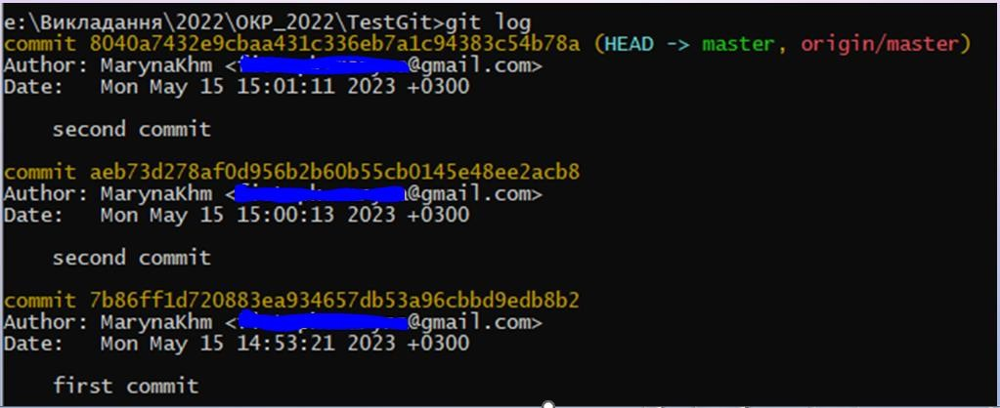 e:\Викладання\2022\ОКР_2022\TestGit>git log
commit 8040a7432e9cbaa431c336eb7a1c94383c54b78a (HEAD -> master, origin/master)
Author: MarynaKhm < @gmail.com>
Date:   Mon May 15 15:01:11 2023 +0300
second commit
commit aeb73d278af0d956b2b60b55cb0145e48ee2acb8
Author: MarynaKhm < @gmail.com>
Date:   Mon May 15 15:00:13 2023 +0300
second commit
commit 7b86ff1d720883ea934657db53a96cbbd9edb8b2
Author: MarynaKhm < @gmail.com>
Date:   Mon May 15 14:53:21 2023 +0300
first commit